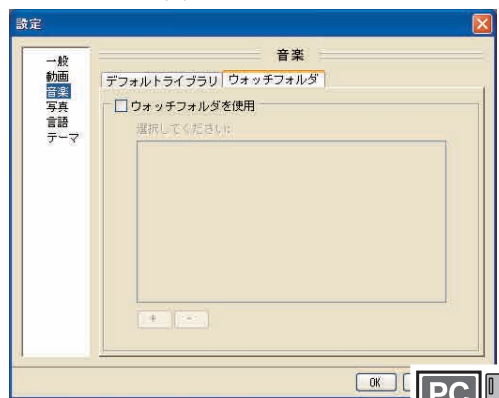 設定
一般
動画
音楽
写真
言語
テーマ
音楽
デフォルトライブラリ ウォッチフォルダ
ウォッチフォルダを使用
選択してください:
+ -
OK
PC